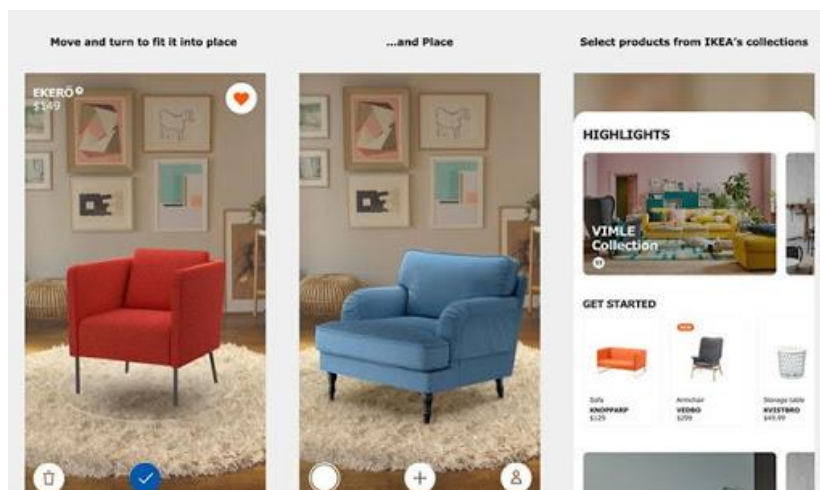 Move and turn to fit it into place
...and Place
Select products from IKEA's collections
EKERÖ
$149
HIGHLIGHTS
VIMLE
Collection
GET STARTED
NEW
Sofa
KNOPPARP
$129
Armchair
VEDBO
$299
Storage table
KVISTBRO
$49.99